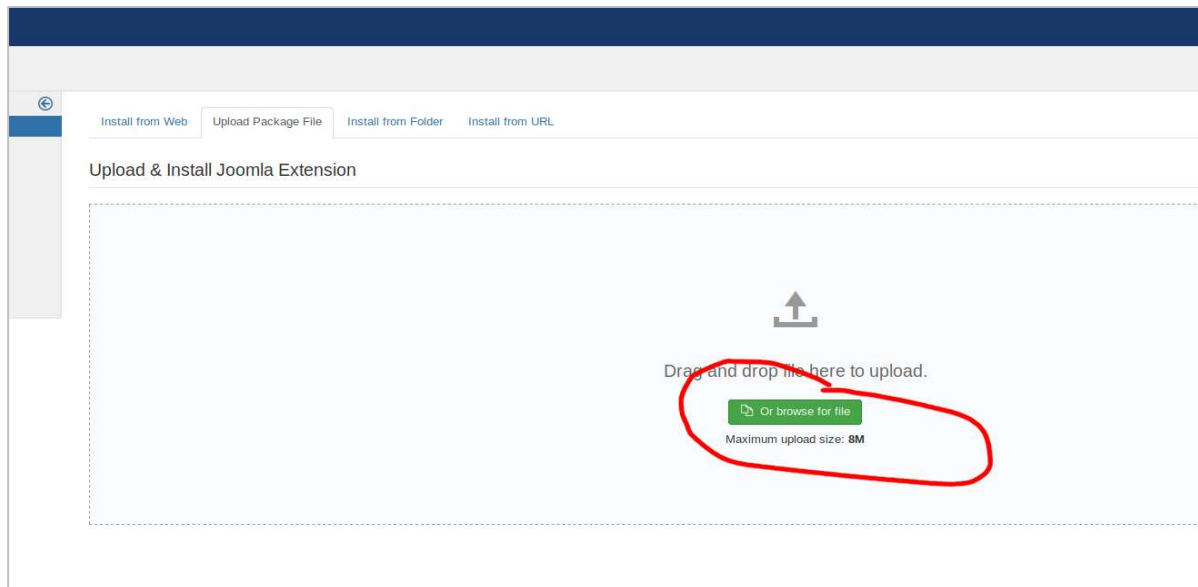 Install from Web Upload Package File Install from Folder Install from URL
Upload & Install Joomla Extension
Drag and drop file here to upload.
Or browse for file
Maximum upload size: 8M